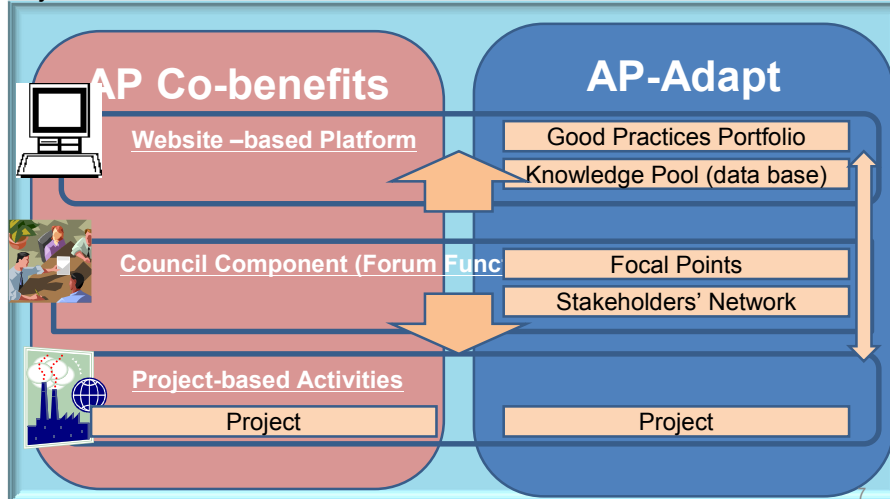 AP Co-benefits
AP-Adapt
Website –based Platform
Good Practices Portfolio
Knowledge Pool (data base)
Council Component (Forum Func
Focal Points
Stakeholders’ Network
Project-based Activities
Project
Project
7